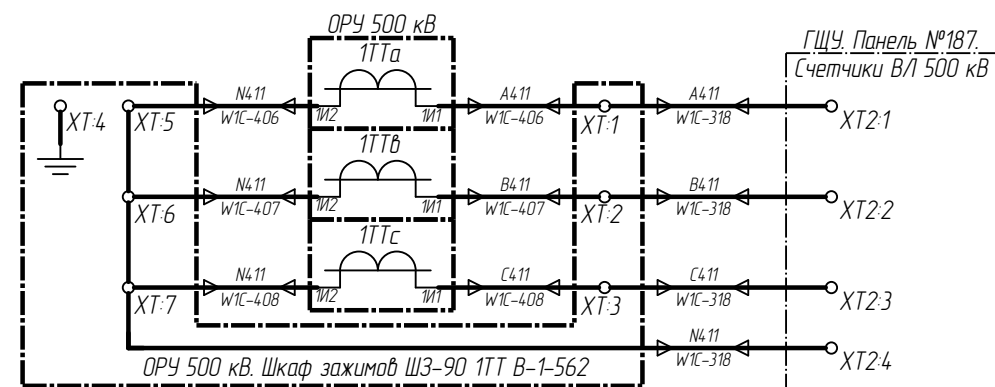 ОРУ 500 кВ
ГЩУ. Панель №187.
Счетчики ВЛ 500 кВ
1ТТа
N411
A411
A411
XT:4
XT:5
W1C-406
1И2
1И1
W1C-406
XT:1
W1C-318
XT2:1
1ТТв
N411
B411
B411
XT:6
W1C-407
1И2
1И1
W1C-407
XT:2
W1C-318
XT2:2
1ТТс
N411
C411
C411
XT:7
W1C-408
1И2
1И1
W1C-408
XT:3
W1C-318
XT2:3
N411
ОРУ 500 кВ. Шкаф зажимов ШЗ-90 1ТТ В-1-562
W1C-318
XT2:4